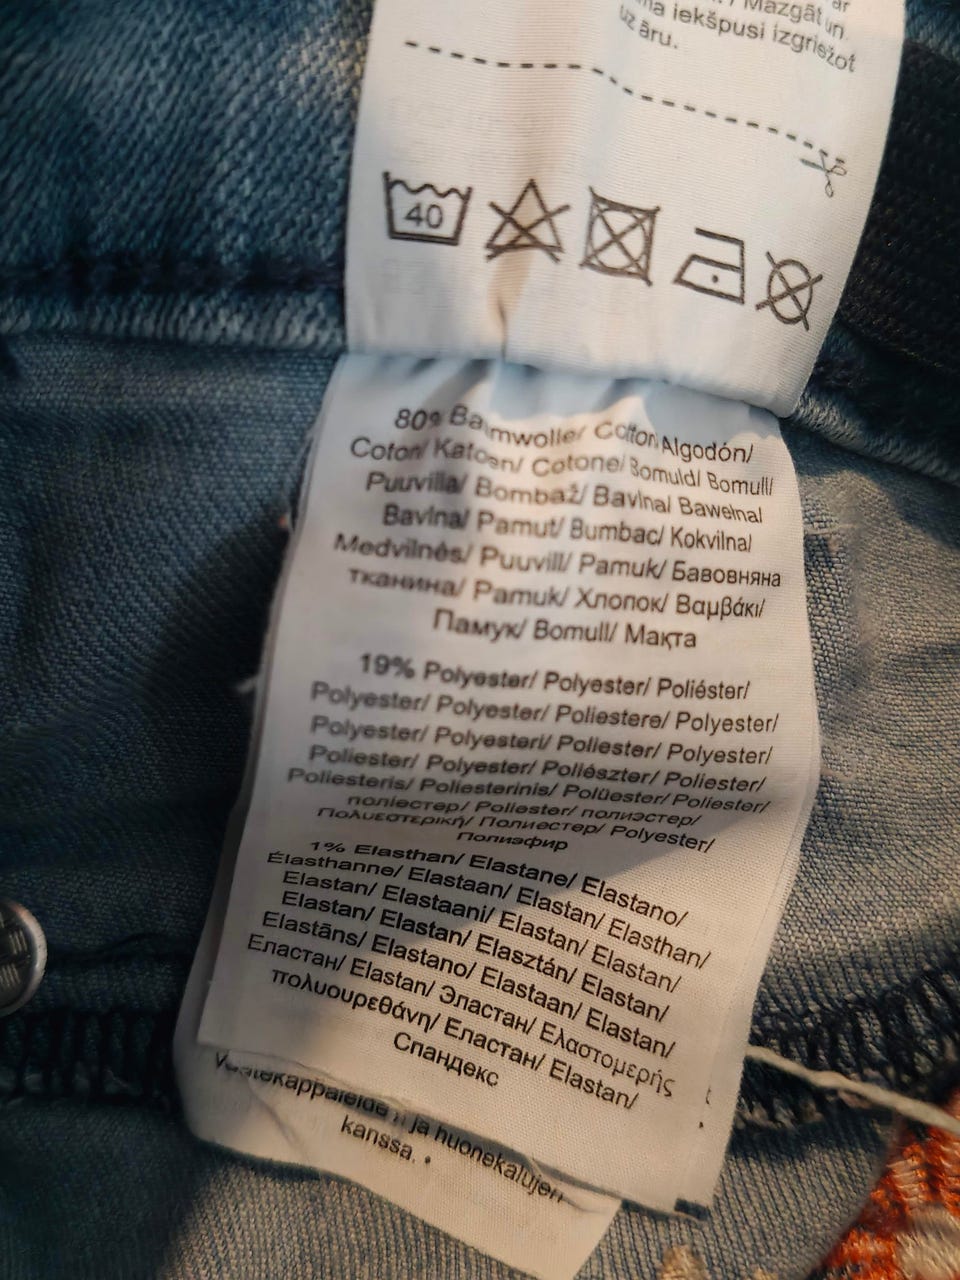 ar
Mazgāt un
iekšpusi izgriežot
uz āru.
40
80% Baumwolle/ Cotton Algodón/
Coton/ Katoen/ Cotone/ Bomuld/ Bomull/
Puuvilla/ Bombaž/ Bavlna/ Bawełna/
Bavlna/ Pamut/ Bumbac/ Kokvilna/
Medvilnės/ Puuvill/ Pamuk/ Бавовняна
тканина/ Pamuk/ Хлопок/ Βαμβάκι/
Памук/ Bomull/ Мақта
19% Polyester/ Polyester/ Poliéster/
Polyester/ Polyester/ Poliestere/ Polyester/
Polyester/ Polyesteri/ Poliester/ Polyester/
Poliester/ Polyester/ Poliészter/ Poliester/
Poliesteris/ Poliesterinis/ Polüester/ Poliester/
поліестер/ Poliester/ полиэстер/
Πολυεστερική/ Полиестер/ Polyester/
Полиэфир
1% Elasthan/ Elastane/ Elastano/
Élasthanne/ Elastaan/ Elastan/ Elasthan/
Elastan/ Elastaani/ Elastan/ Elastan/
Elastan/ Elastan/ Elasztán/ Elastan/
Elastāns/ Elastano/ Elastaan/ Elastan/
Еластан/ Elastan/ Эластан/ Ελαστομερής
πολυουρεθάνη/ Еластан/ Elastan/
Спандекс
ja huonekalujen
kanssa.